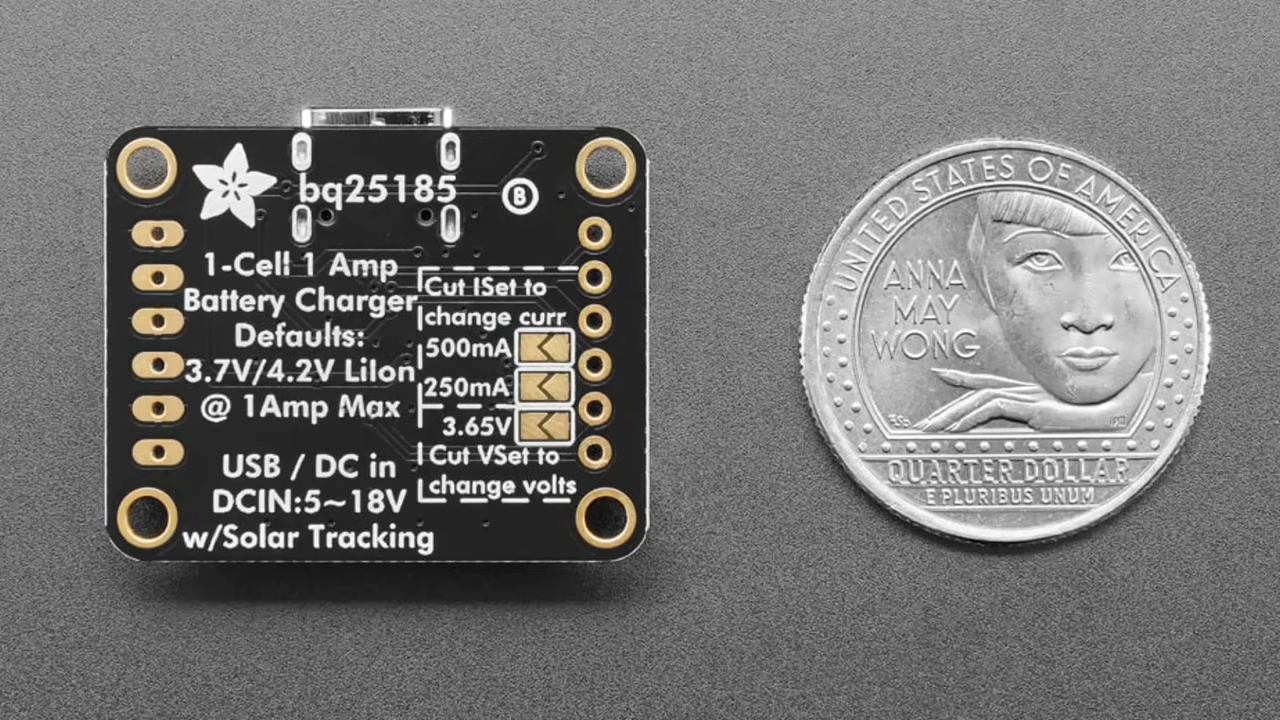 bq25185
B
1-Cell 1 Amp
Battery Charger
Defaults:
3.7V/4.2V LiIon
@ 1Amp Max
USB / DC in
DCIN:5~18V
w/Solar Tracking
Cut ISet to
change curr
500mA
250mA
3.65V
Cut VSet to
change volts
UNITED STATES OF AMERICA
ANNA
MAY
WONG
QUARTER DOLLAR
E PLURIBUS UNUM